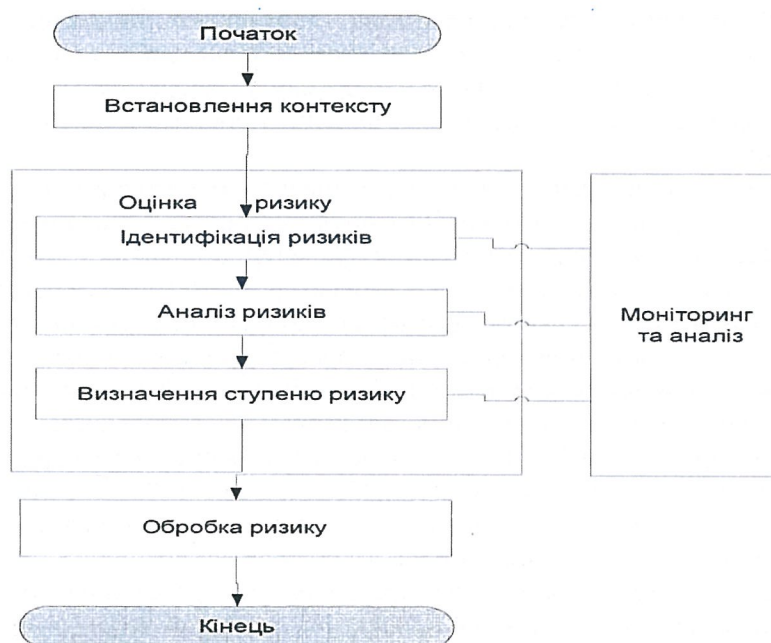 Початок
Встановлення контексту
Оцінка ризику
Ідентифікація ризиків
Аналіз ризиків
Визначення ступеню ризику
Моніторинг
та аналіз
Обробка ризику
Кінець